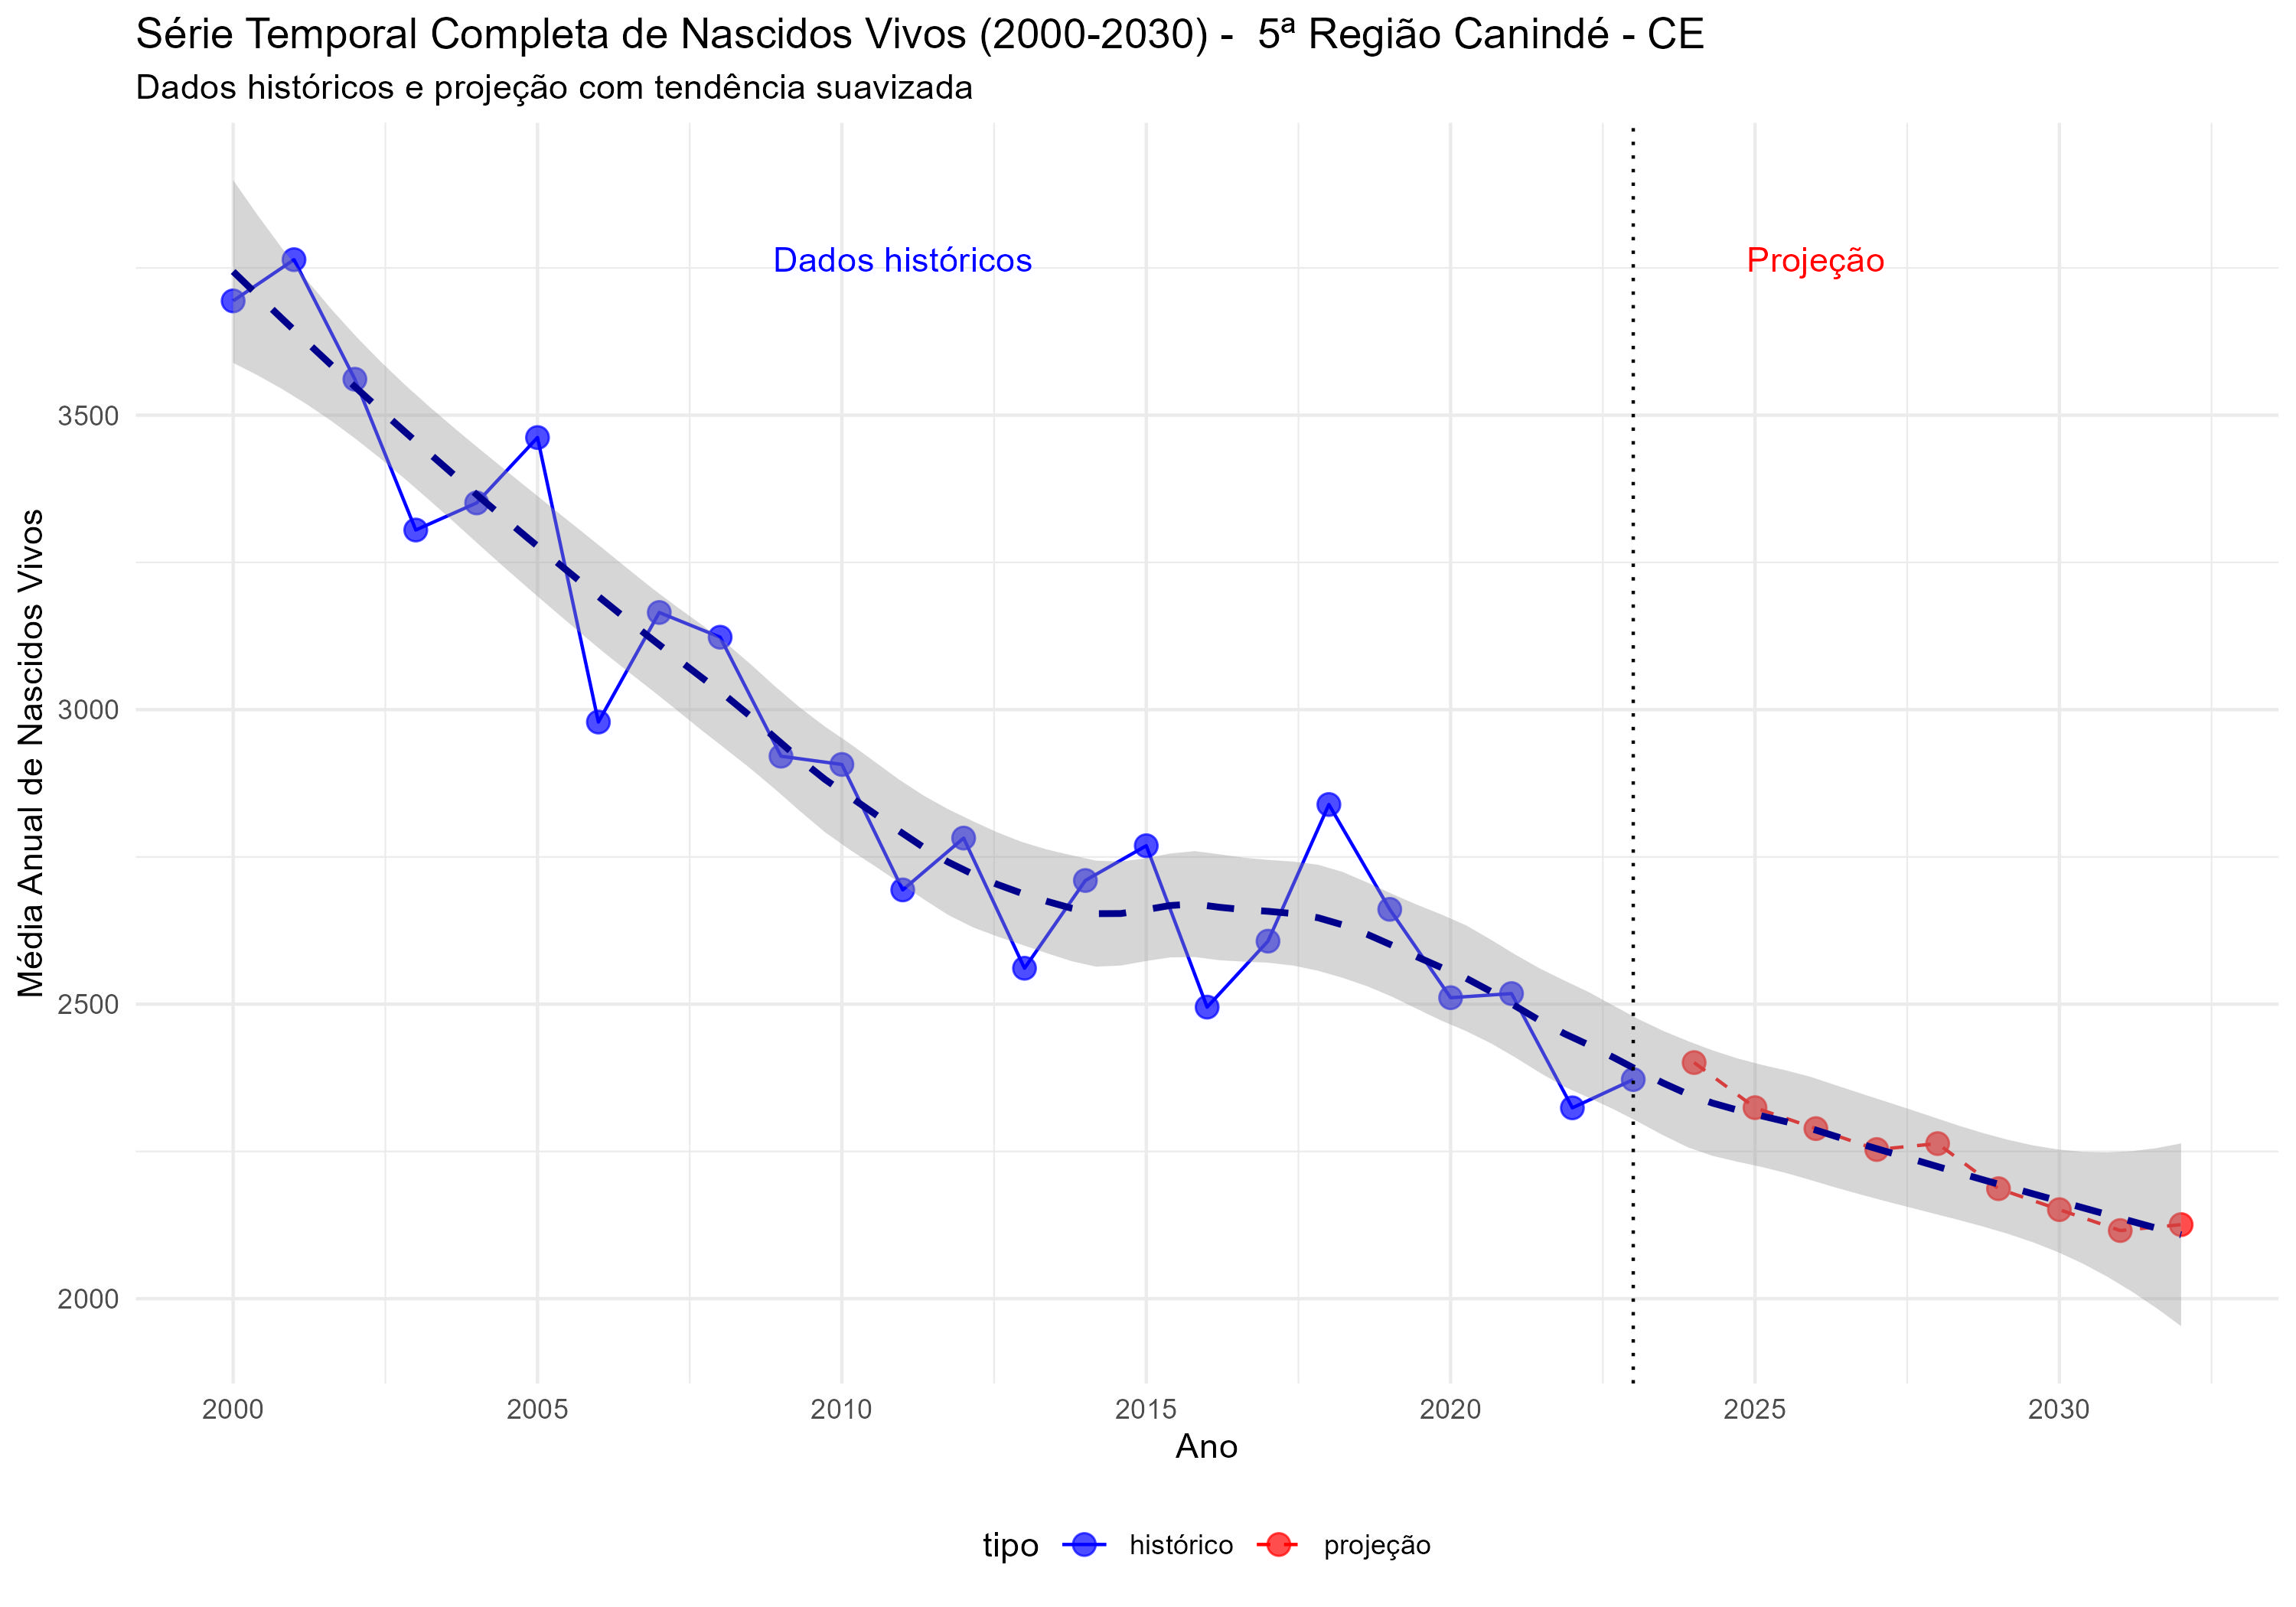 Série Temporal Completa de Nascidos Vivos (2000-2030) -  5ª Região Canindé - CE
Dados históricos e projeção com tendência suavizada
Dados históricos
Projeção
Média Anual de Nascidos Vivos
3500
3000
2500
2000
2000 2005 2010 2015 2020 2025 2030
Ano
tipo histórico projeção